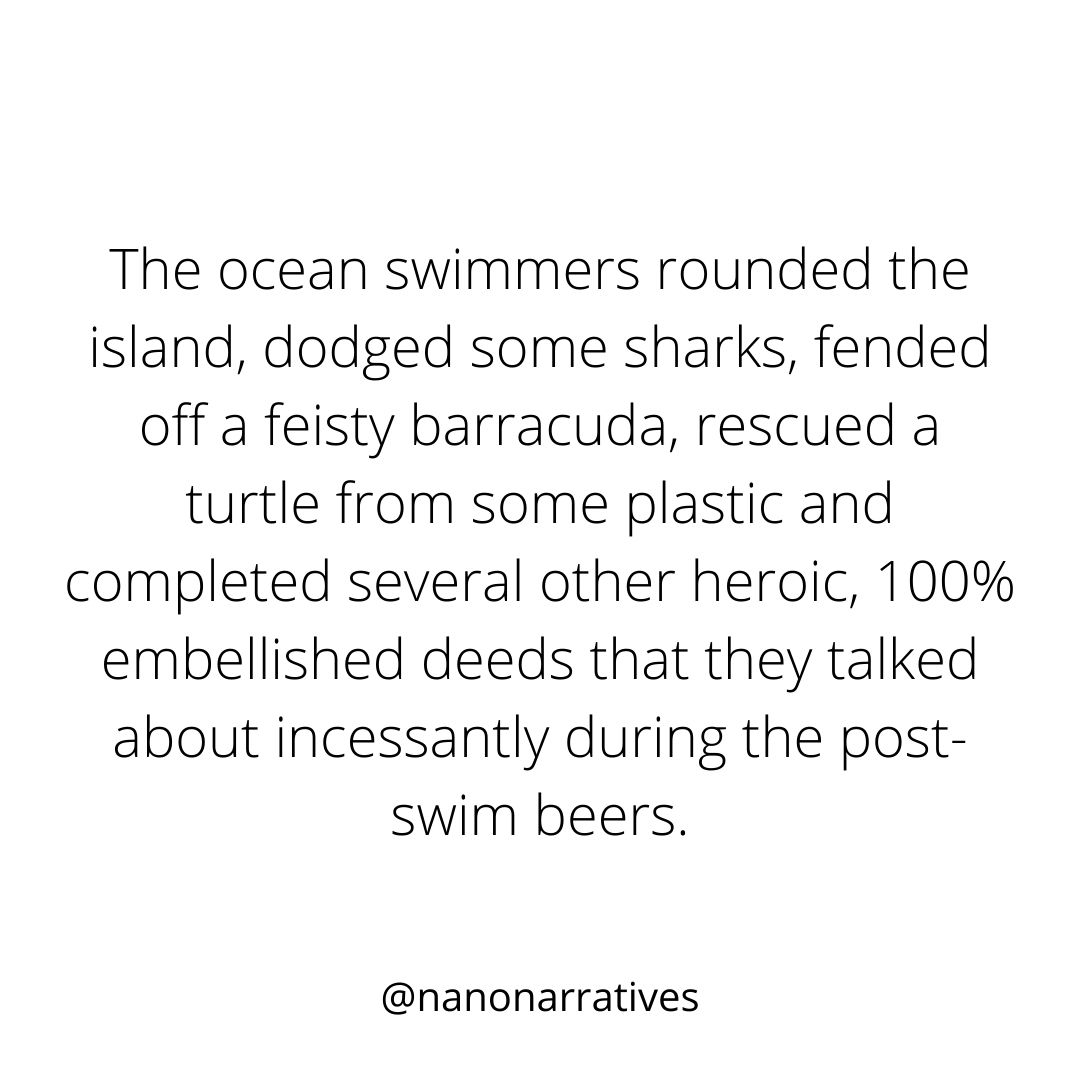 The ocean swimmers rounded the
island, dodged some sharks, fended
off a feisty barracuda, rescued a
turtle from some plastic and
completed several other heroic, 100%
embellished deeds that they talked
about incessantly during the post-
swim beers.
@nanonarratives